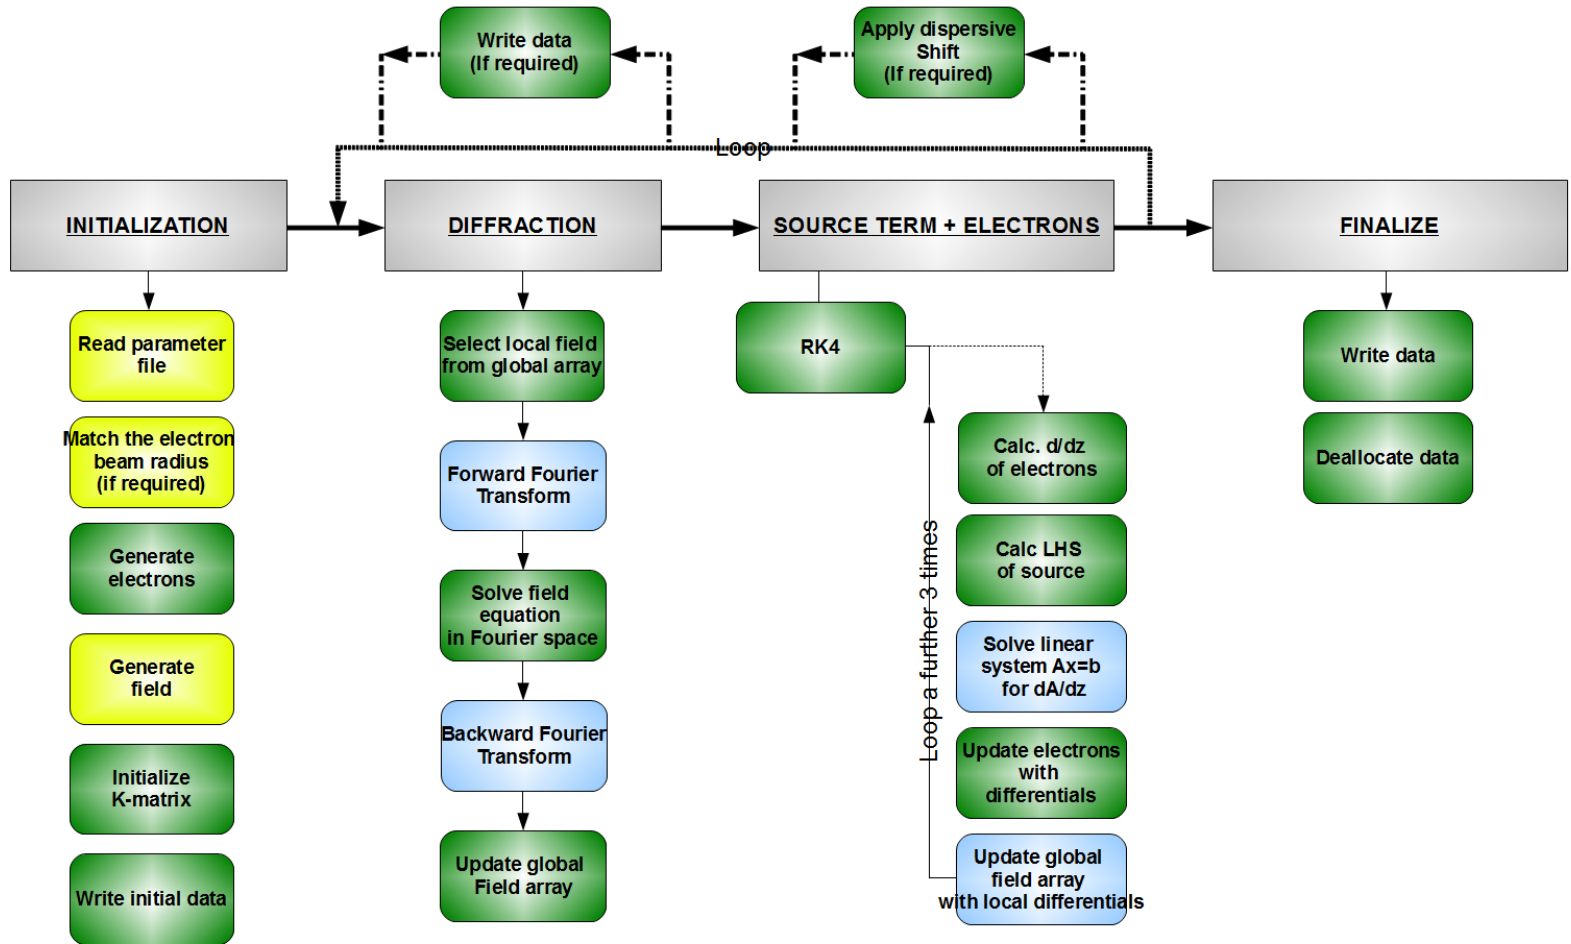 Write data
(If required)
Apply dispersive
Shift
(If required)
Loop
INITIALIZATION
DIFFRACTION
SOURCE TERM + ELECTRONS
FINALIZE
Read parameter
file
Match the electron
beam radius
(if required)
Generate
electrons
Generate
field
Initialize
K-matrix
Write initial data
Select local field
from global array
Forward Fourier
Transform
Solve field
equation
in Fourier space
Backward Fourier
Transform
Update global
Field array
RK4
Loop a further 3 times
Calc. d/dz
of electrons
Calc LHS
of source
Solve linear
system Ax=b
for dA/dz
Update electrons
with
differentials
Update global
field array
with local differentials
Write data
Deallocate data